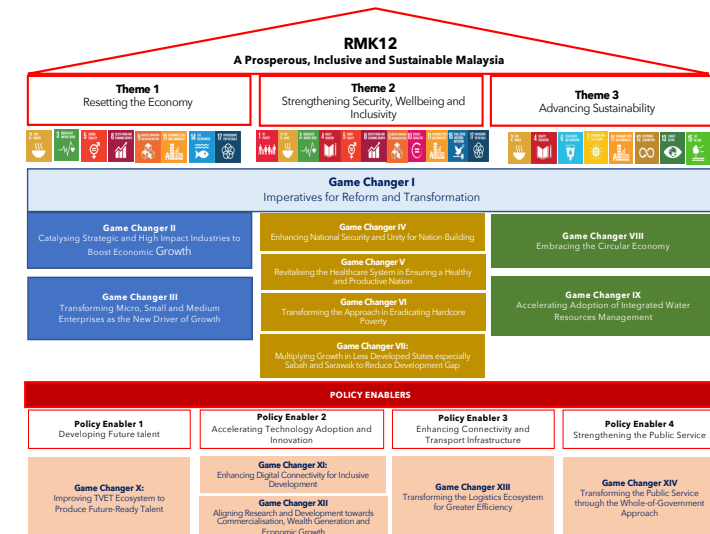 RMK12
A Prosperous, Inclusive and Sustainable Malaysia
Theme 1
Resetting the Economy
Theme 2
Strengthening Security, Wellbeing and
Inclusivity
Theme 3
Advancing Sustainability
Game Changer I
Imperatives for Reform and Transformation
Game Changer II
Catalysing Strategic and High Impact Industries to
Boost Economic Growth
Game Changer III
Transforming Micro, Small and Medium
Enterprises as the New Driver of Growth
Game Changer IV
Enhancing National Security and Unity for Nation-Building
Game Changer V
Revitalising the Healthcare System in Ensuring a Healthy
and Productive Nation
Game Changer VI
Transforming the Approach in Eradicating Hardcore
Poverty
Game Changer VII:
Multiplying Growth in Less Developed States especially
Sabah and Sarawak to Reduce Development Gap
Game Changer VIII
Embracing the Circular Economy
Game Changer IX
Accelerating Adoption of Integrated Water
Resources Management
POLICY ENABLERS
Policy Enabler 1
Developing Future talent
Policy Enabler 2
Accelerating Technology Adoption and
Innovation
Policy Enabler 3
Enhancing Connectivity and
Transport Infrastructure
Policy Enabler 4
Strengthening the Public Service
Game Changer X:
Improving TVET Ecosystem to
Produce Future-Ready Talent
Game Changer XI:
Enhancing Digital Connectivity for Inclusive
Development
Game Changer XII
Aligning Research and Development towards
Commercialisation, Wealth Generation and
Economic Growth
Game Changer XIII
Transforming the Logistics Ecosystem
for Greater Efficiency
Game Changer XIV
Transforming the Public Service
through the Whole-of-Government
Approach